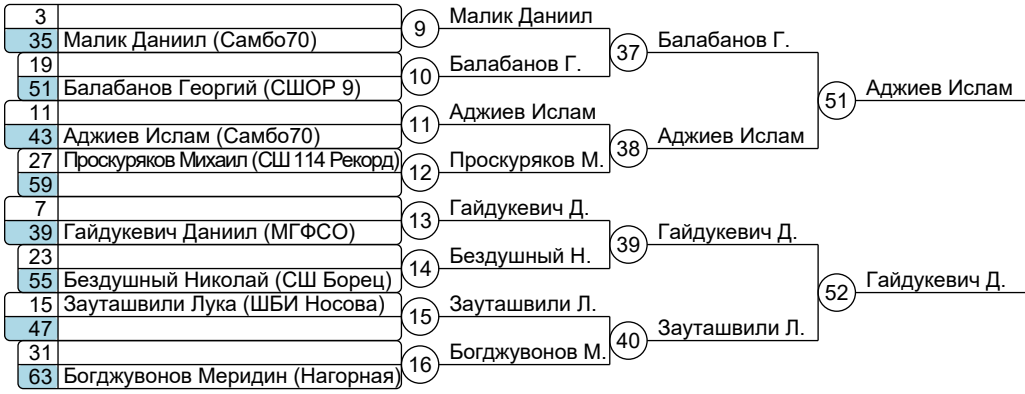 3
35 Малик Даниил (Самбо70)
9
Малик Даниил
19
51 Балабанов Георгий (СШОР 9)
10
Балабанов Г.
37
Балабанов Г.
11
43 Аджиев Ислам (Самбо70)
11
Аджиев Ислам
27 Проскуряков Михаил (СШ 114 Рекорд)
59
12
Проскуряков М.
38
Аджиев Ислам
51
Аджиев Ислам
7
39 Гайдукевич Даниил (МГФСО)
13
Гайдукевич Д.
23
55 Бездушный Николай (СШ Борец)
14
Бездушный Н.
39
Гайдукевич Д.
15 Зауташвили Лука (ШБИ Носова)
47
15
Зауташвили Л.
31
63 Богджувонов Меридин (Нагорная)
16
Богджувонов М.
40
Зауташвили Л.
52
Гайдукевич Д.